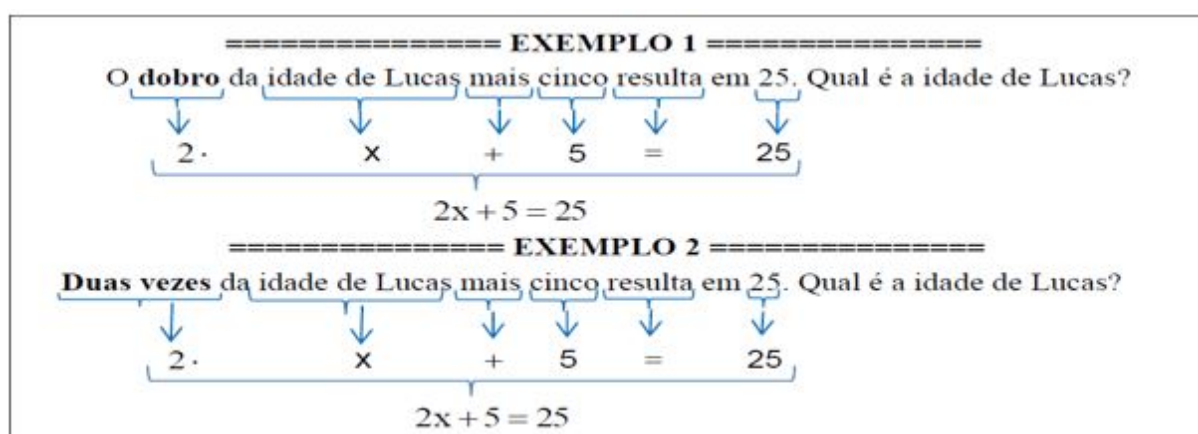 =============== EXEMPLO 1 ===============
O dobro da idade de Lucas mais cinco resulta em 25. Qual é a idade de Lucas?
2 · x + 5 = 25
2x + 5 = 25
=============== EXEMPLO 2 ===============
Duas vezes da idade de Lucas mais cinco resulta em 25. Qual é a idade de Lucas?
2 · x + 5 = 25
2x + 5 = 25